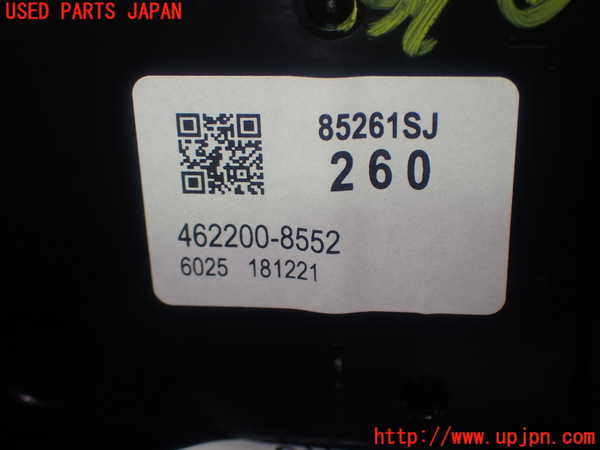 USED PARTS JAPAN
85261SJ
260
462200-8552
6025 181221
http://www.upjpn.com/